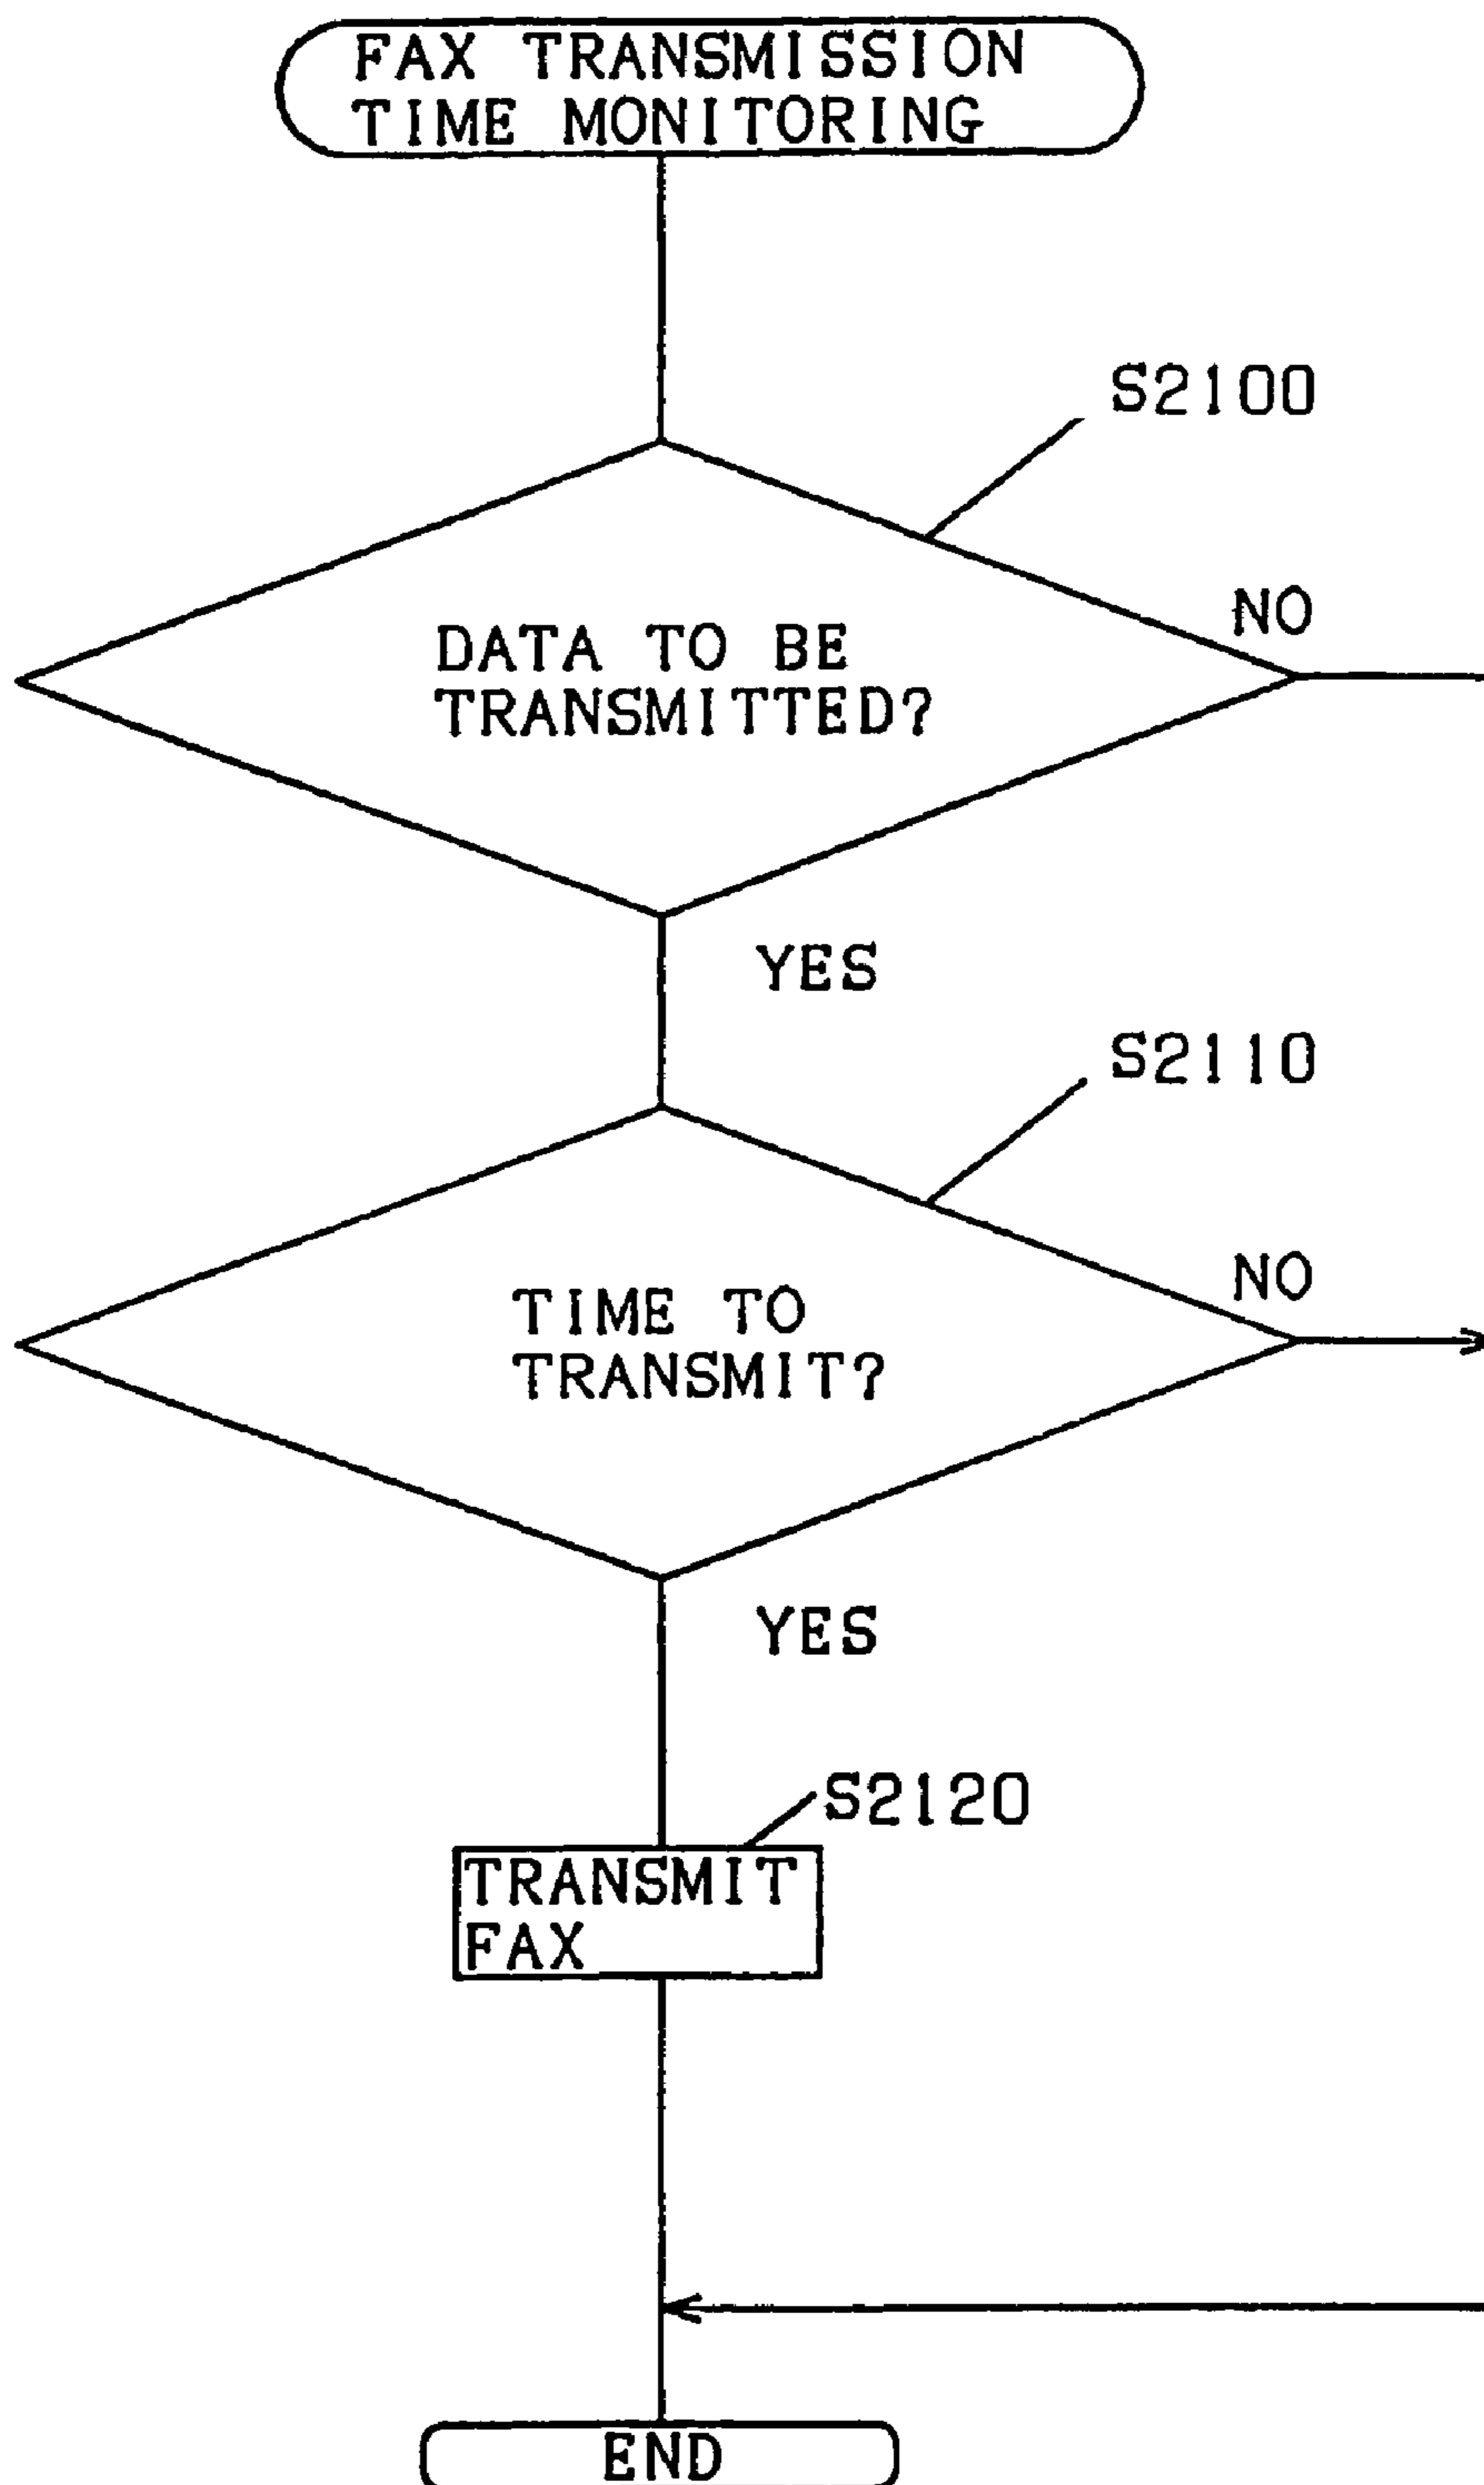 FAX TRANSMISSION
TIME MONITORING
S2100
NO
DATA TO BE
TRANSMITTED?
YES
S2110
NO
TIME TO
TRANSMIT?
YES
S2120
TRANSMIT
FAX
END